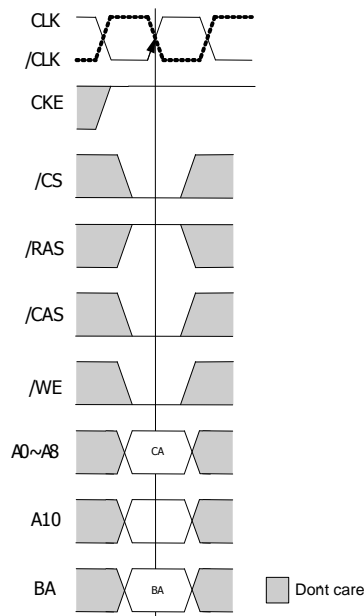 CLK
/CLK
CKE
/CS
/RAS
/CAS
/WE
A0~A8
CA
A10
BA
BA
Dont care